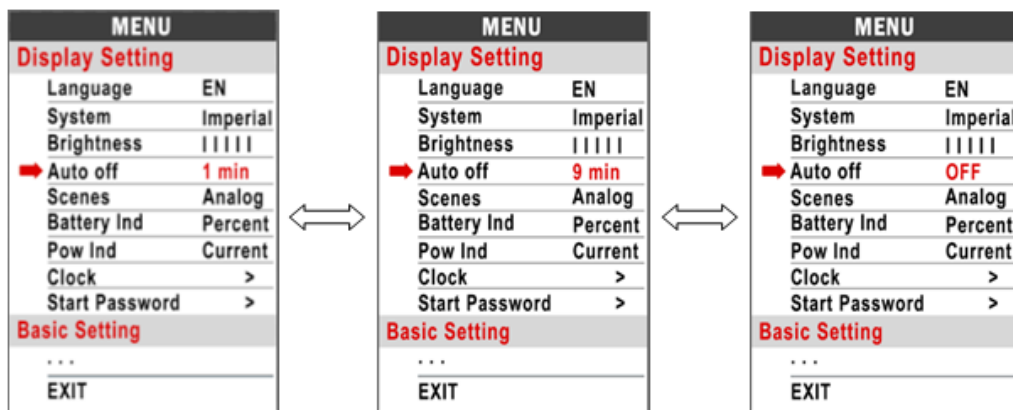 MENU
Display Setting
Language EN
System Imperial
Brightness | | | | |
Auto off 1 min
Scenes Analog
Battery Ind Percent
Pow Ind Current
Clock >
Start Password >
Basic Setting
...
EXIT
MENU
Display Setting
Language EN
System Imperial
Brightness | | | | |
Auto off 9 min
Scenes Analog
Battery Ind Percent
Pow Ind Current
Clock >
Start Password >
Basic Setting
...
EXIT
MENU
Display Setting
Language EN
System Imperial
Brightness | | | | |
Auto off OFF
Scenes Analog
Battery Ind Percent
Pow Ind Current
Clock >
Start Password >
Basic Setting
...
EXIT